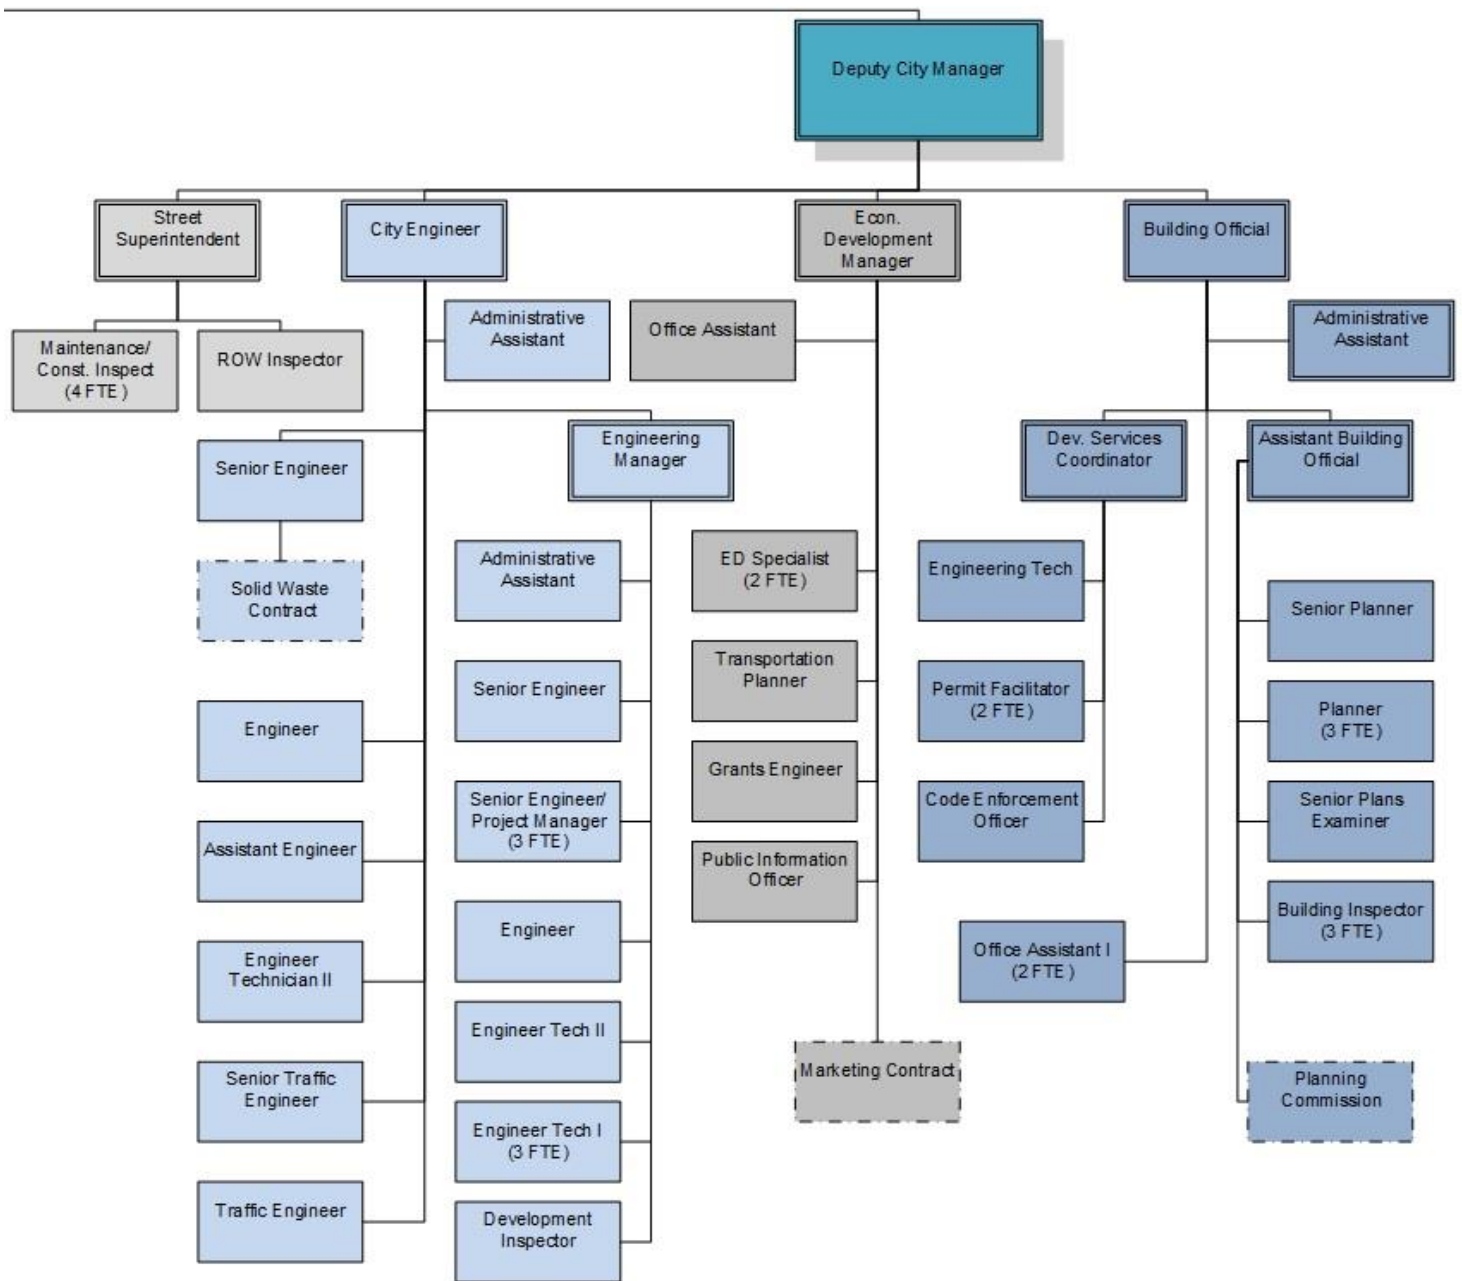 Deputy City Manager
Street
Superintendent
City Engineer
Econ.
Development
Manager
Building Official
Maintenance/
Const. Inspect
(4 FTE )
ROW Inspector
Administrative
Assistant
Office Assistant
Administrative
Assistant
Senior Engineer
Engineering
Manager
Dev. Services
Coordinator
Assistant Building
Official
Solid Waste
Contract
Administrative
Assistant
ED Specialist
(2 FTE)
Engineering Tech
Senior Planner
Engineer
Senior Engineer
Transportation
Planner
Permit Facilitator
(2 FTE)
Planner
(3 FTE)
Assistant Engineer
Senior Engineer/
Project Manager
(3 FTE)
Grants Engineer
Code Enforcement
Officer
Senior Plans
Examiner
Public Information
Officer
Engineer
Technician II
Engineer
Office Assistant I
(2 FTE)
Building Inspector
(3 FTE)
Senior Traffic
Engineer
Engineer Tech II
Marketing Contract
Planning
Commission
Engineer Tech I
(3 FTE)
Traffic Engineer
Development
Inspector